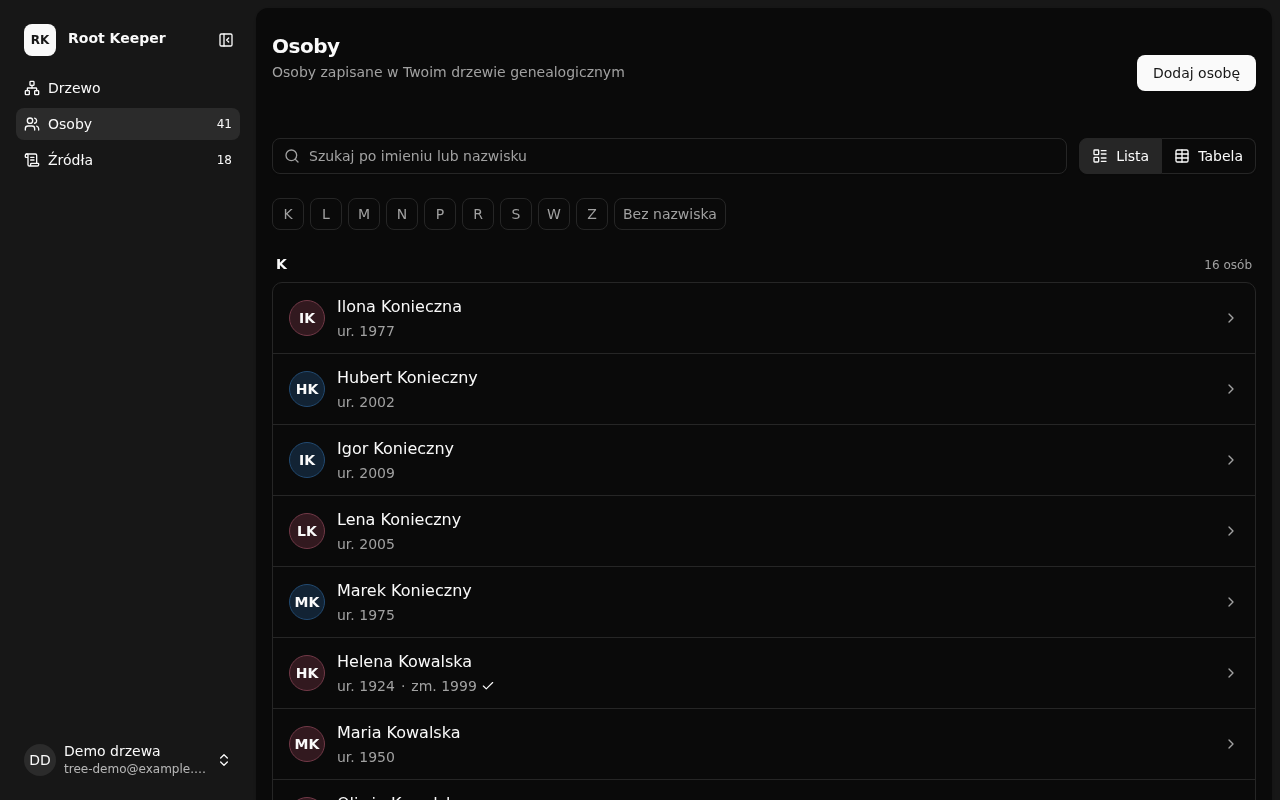 RK Root Keeper
Drzewo
Osoby 41
Źródła 18
Osoby
Osoby zapisane w Twoim drzewie genealogicznym
Dodaj osobę
Szukaj po imieniu lub nazwisku
Lista Tabela
K L M N P R S W Z Bez nazwiska
K 16 osób
IK Ilona Konieczna
ur. 1977
HK Hubert Konieczny
ur. 2002
IK Igor Konieczny
ur. 2009
LK Lena Konieczny
ur. 2005
MK Marek Konieczny
ur. 1975
HK Helena Kowalska
ur. 1924 · zm. 1999 ✓
MK Maria Kowalska
ur. 1950
DD Demo drzewa
tree-demo@example....